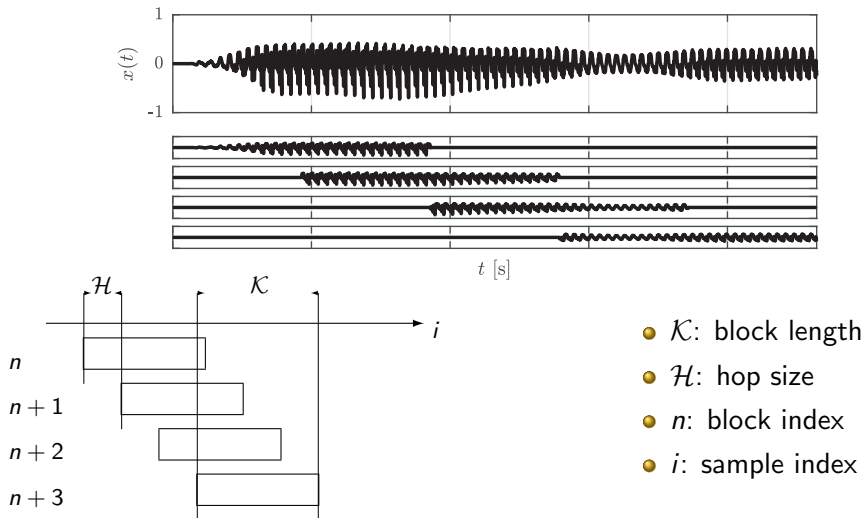 1
0
-1
x(t)
t [s]
ℋ
𝒦
i
n
n + 1
n + 2
n + 3
𝒦: block length
ℋ: hop size
n: block index
i: sample index